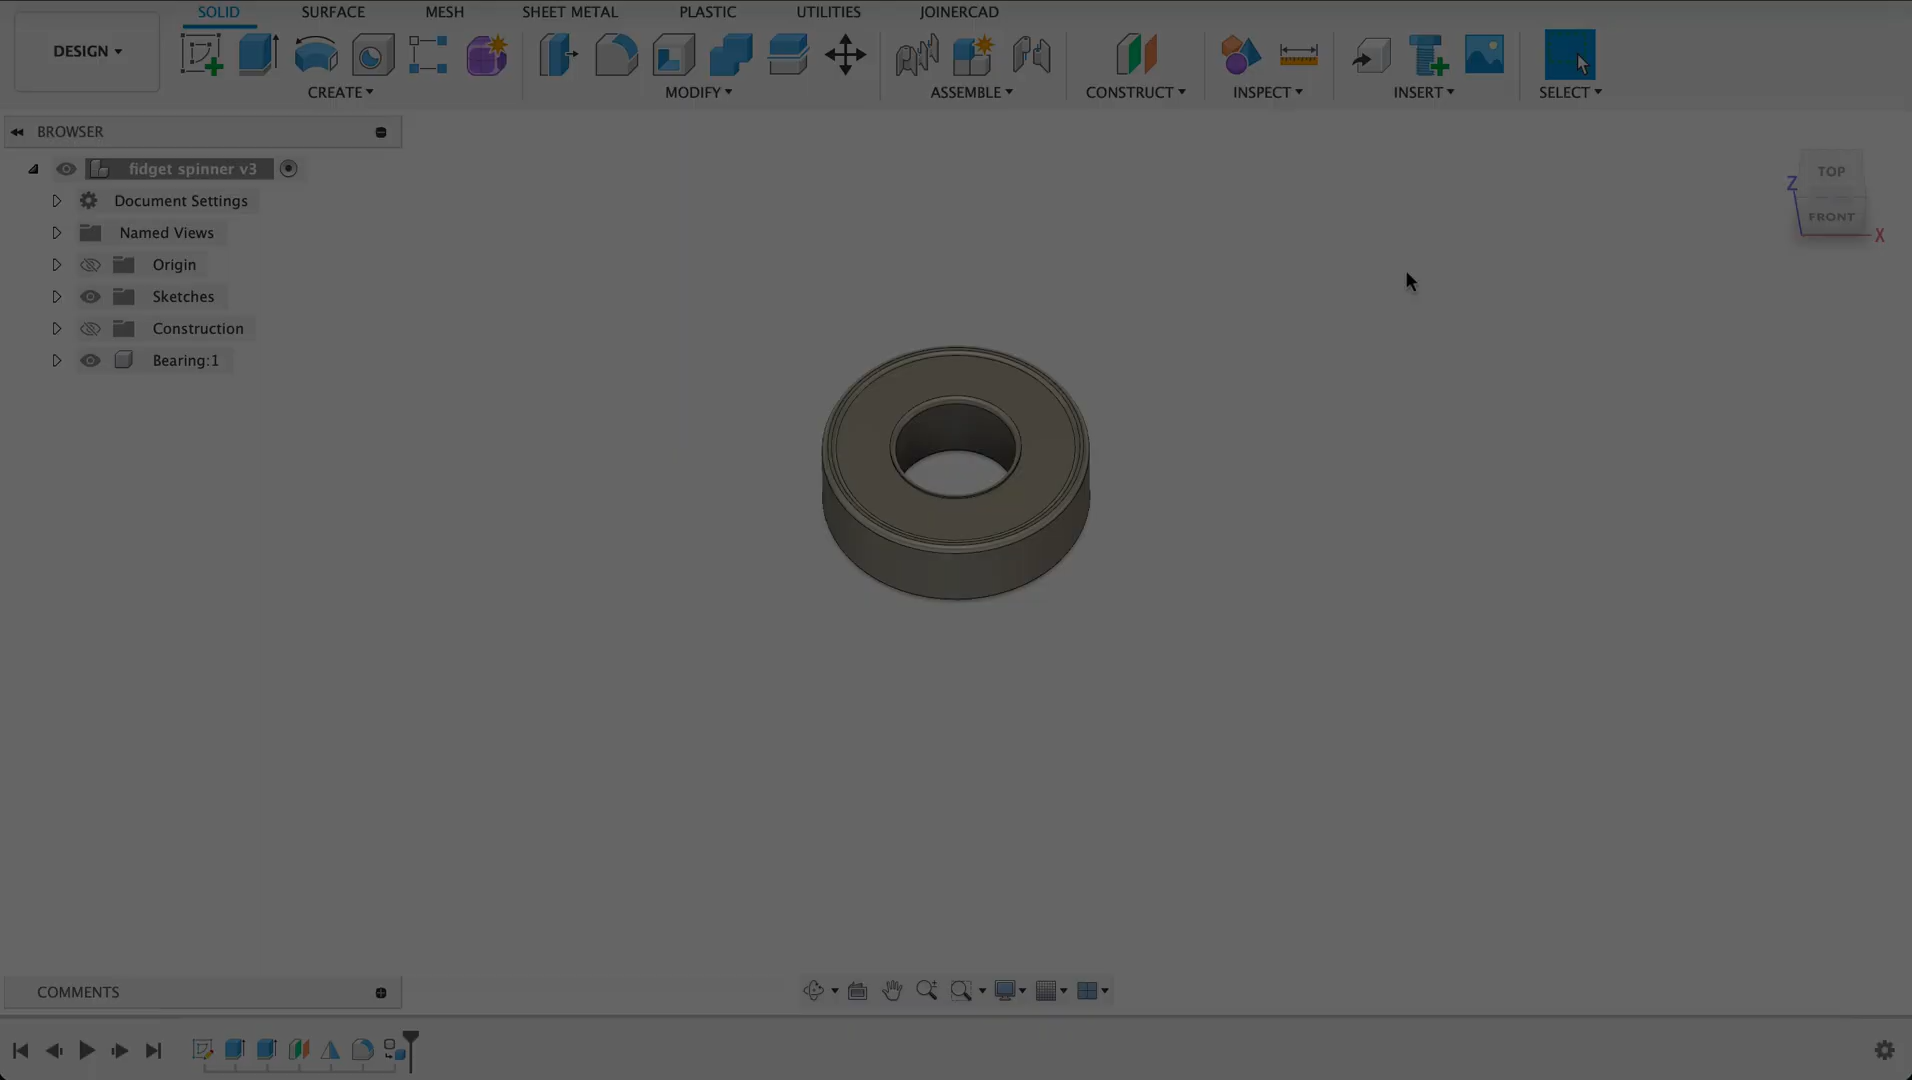 SOLID SURFACE MESH SHEET METAL PLASTIC UTILITIES JOINERCAD
DESIGN
CREATE MODIFY ASSEMBLE CONSTRUCT INSPECT INSERT SELECT
BROWSER
fidget spinner v3
Document Settings
Named Views
Origin
Sketches
Construction
Bearing:1
TOP
Z
FRONT
X
COMMENTS